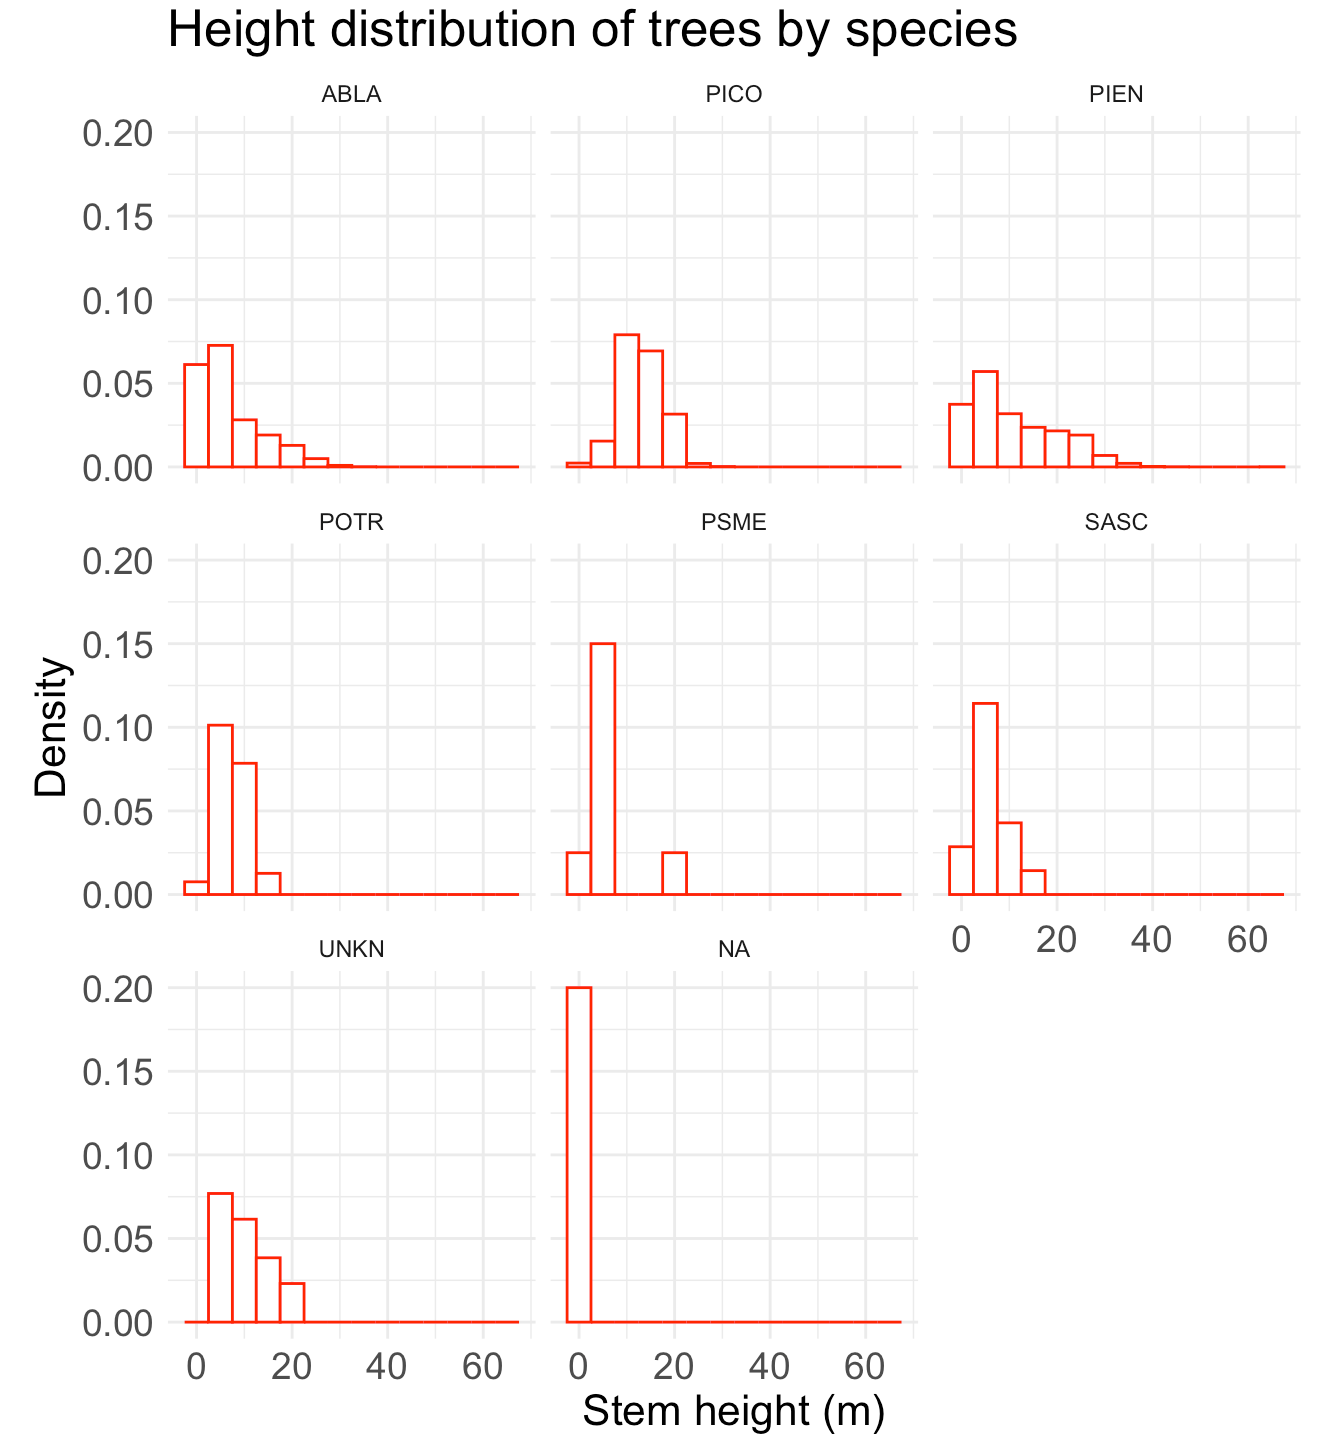 Height distribution of trees by species
ABLA PICO PIEN
0.20
0.15
0.10
0.05
0.00
POTR PSME SASC
0.20
0.15
0.10
0.05
0.00
0 20 40 60
Density
UNKN NA
0.20
0.15
0.10
0.05
0.00
0 20 40 60 0 20 40 60
Stem height (m)